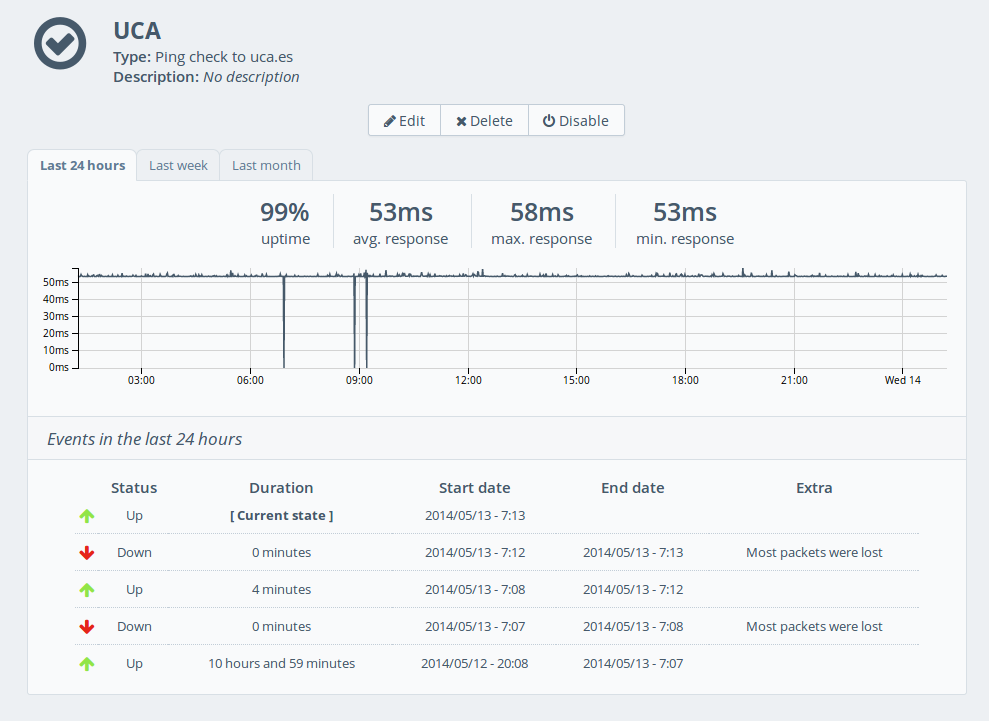 UCA
Type: Ping check to uca.es
Description: No description
Edit Delete Disable
Last 24 hours Last week Last month
99% 53ms 58ms 53ms
uptime avg. response max. response min. response
50ms
40ms
30ms
20ms
10ms
0ms
03:00 06:00 09:00 12:00 15:00 18:00 21:00 Wed 14
Events in the last 24 hours
Status Duration Start date End date Extra
Up [ Current state ] 2014/05/13 - 7:13
Down 0 minutes 2014/05/13 - 7:12 2014/05/13 - 7:13 Most packets were lost
Up 4 minutes 2014/05/13 - 7:08 2014/05/13 - 7:12
Down 0 minutes 2014/05/13 - 7:07 2014/05/13 - 7:08 Most packets were lost
Up 10 hours and 59 minutes 2014/05/12 - 20:08 2014/05/13 - 7:07